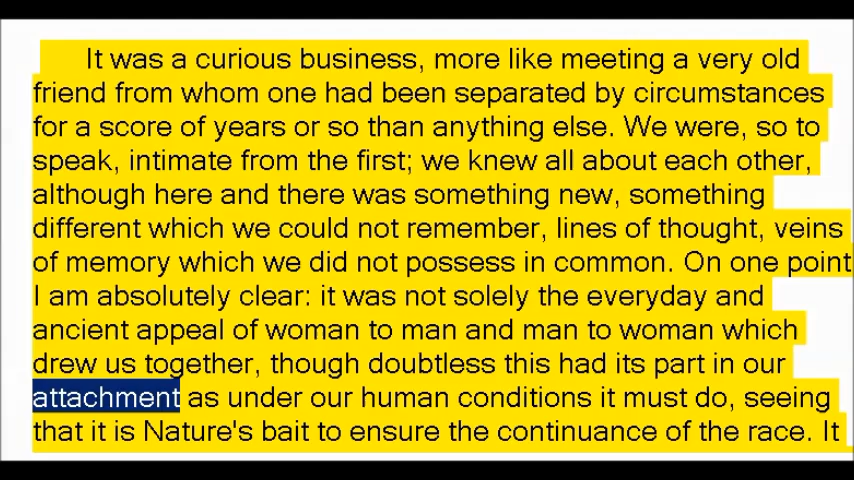 It was a curious business, more like meeting a very old
friend from whom one had been separated by circumstances
for a score of years or so than anything else. We were, so to
speak, intimate from the first; we knew all about each other,
although here and there was something new, something
different which we could not remember, lines of thought, veins
of memory which we did not possess in common. On one point
I am absolutely clear: it was not solely the everyday and
ancient appeal of woman to man and man to woman which
drew us together, though doubtless this had its part in our
attachment as under our human conditions it must do, seeing
that it is Nature's bait to ensure the continuance of the race. It